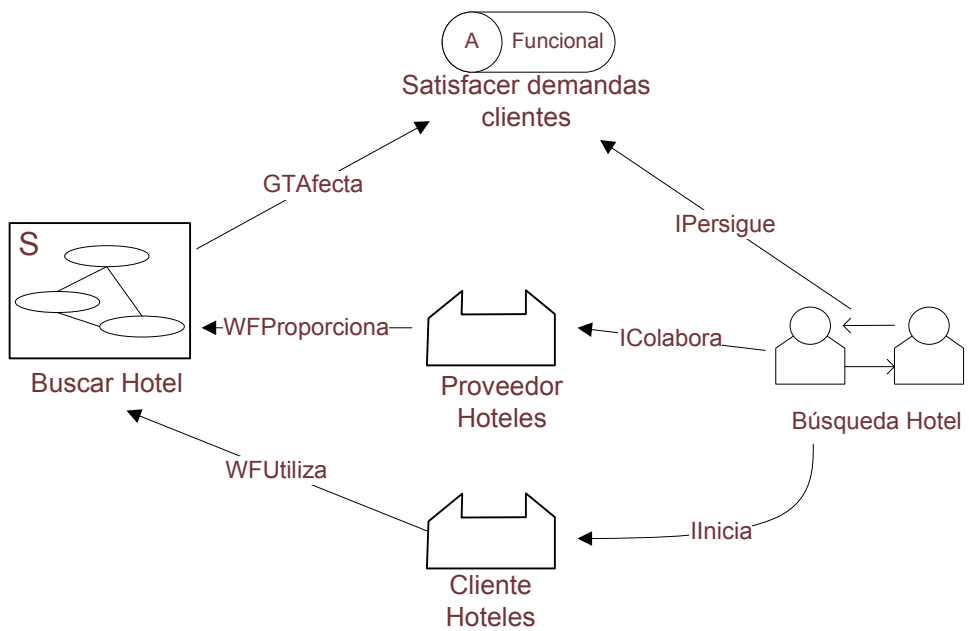 A Funcional
Satisfacer demandas
clientes
GTAfecta
IPersigue
S
WFProporciona
IColabora
Buscar Hotel
Proveedor
Hoteles
Búsqueda Hotel
WFUtiliza
IInicia
Cliente
Hoteles